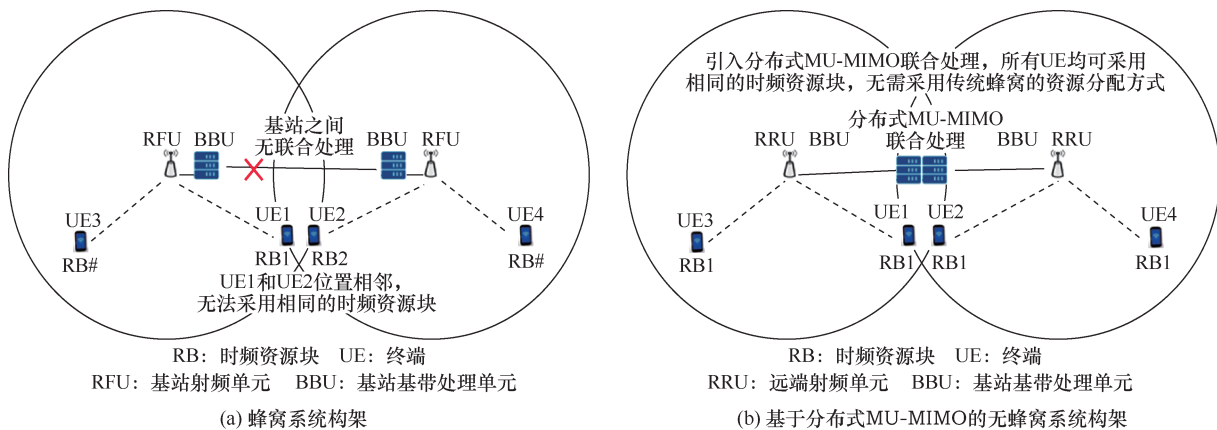 基站之间
无联合处理
RFU
BBU
BBU
RFU
UE3
UE1
UE2
UE4
RB#
RB1
RB2
RB#
UE1和UE2位置相邻，
无法采用相同的时频资源块
RB：时频资源块 UE：终端
RFU：基站射频单元 BBU：基站基带处理单元
(a) 蜂窝系统构架
引入分布式MU-MIMO联合处理，所有UE均可采用
相同的时频资源块，无需采用传统蜂窝的资源分配方式
分布式MU-MIMO
联合处理
RRU
BBU
BBU
RRU
UE3
UE1
UE2
UE4
RB1
RB1
RB1
RB1
RB：时频资源块 UE：终端
RRU：远端射频单元 BBU：基站基带处理单元
(b) 基于分布式MU-MIMO的无蜂窝系统构架